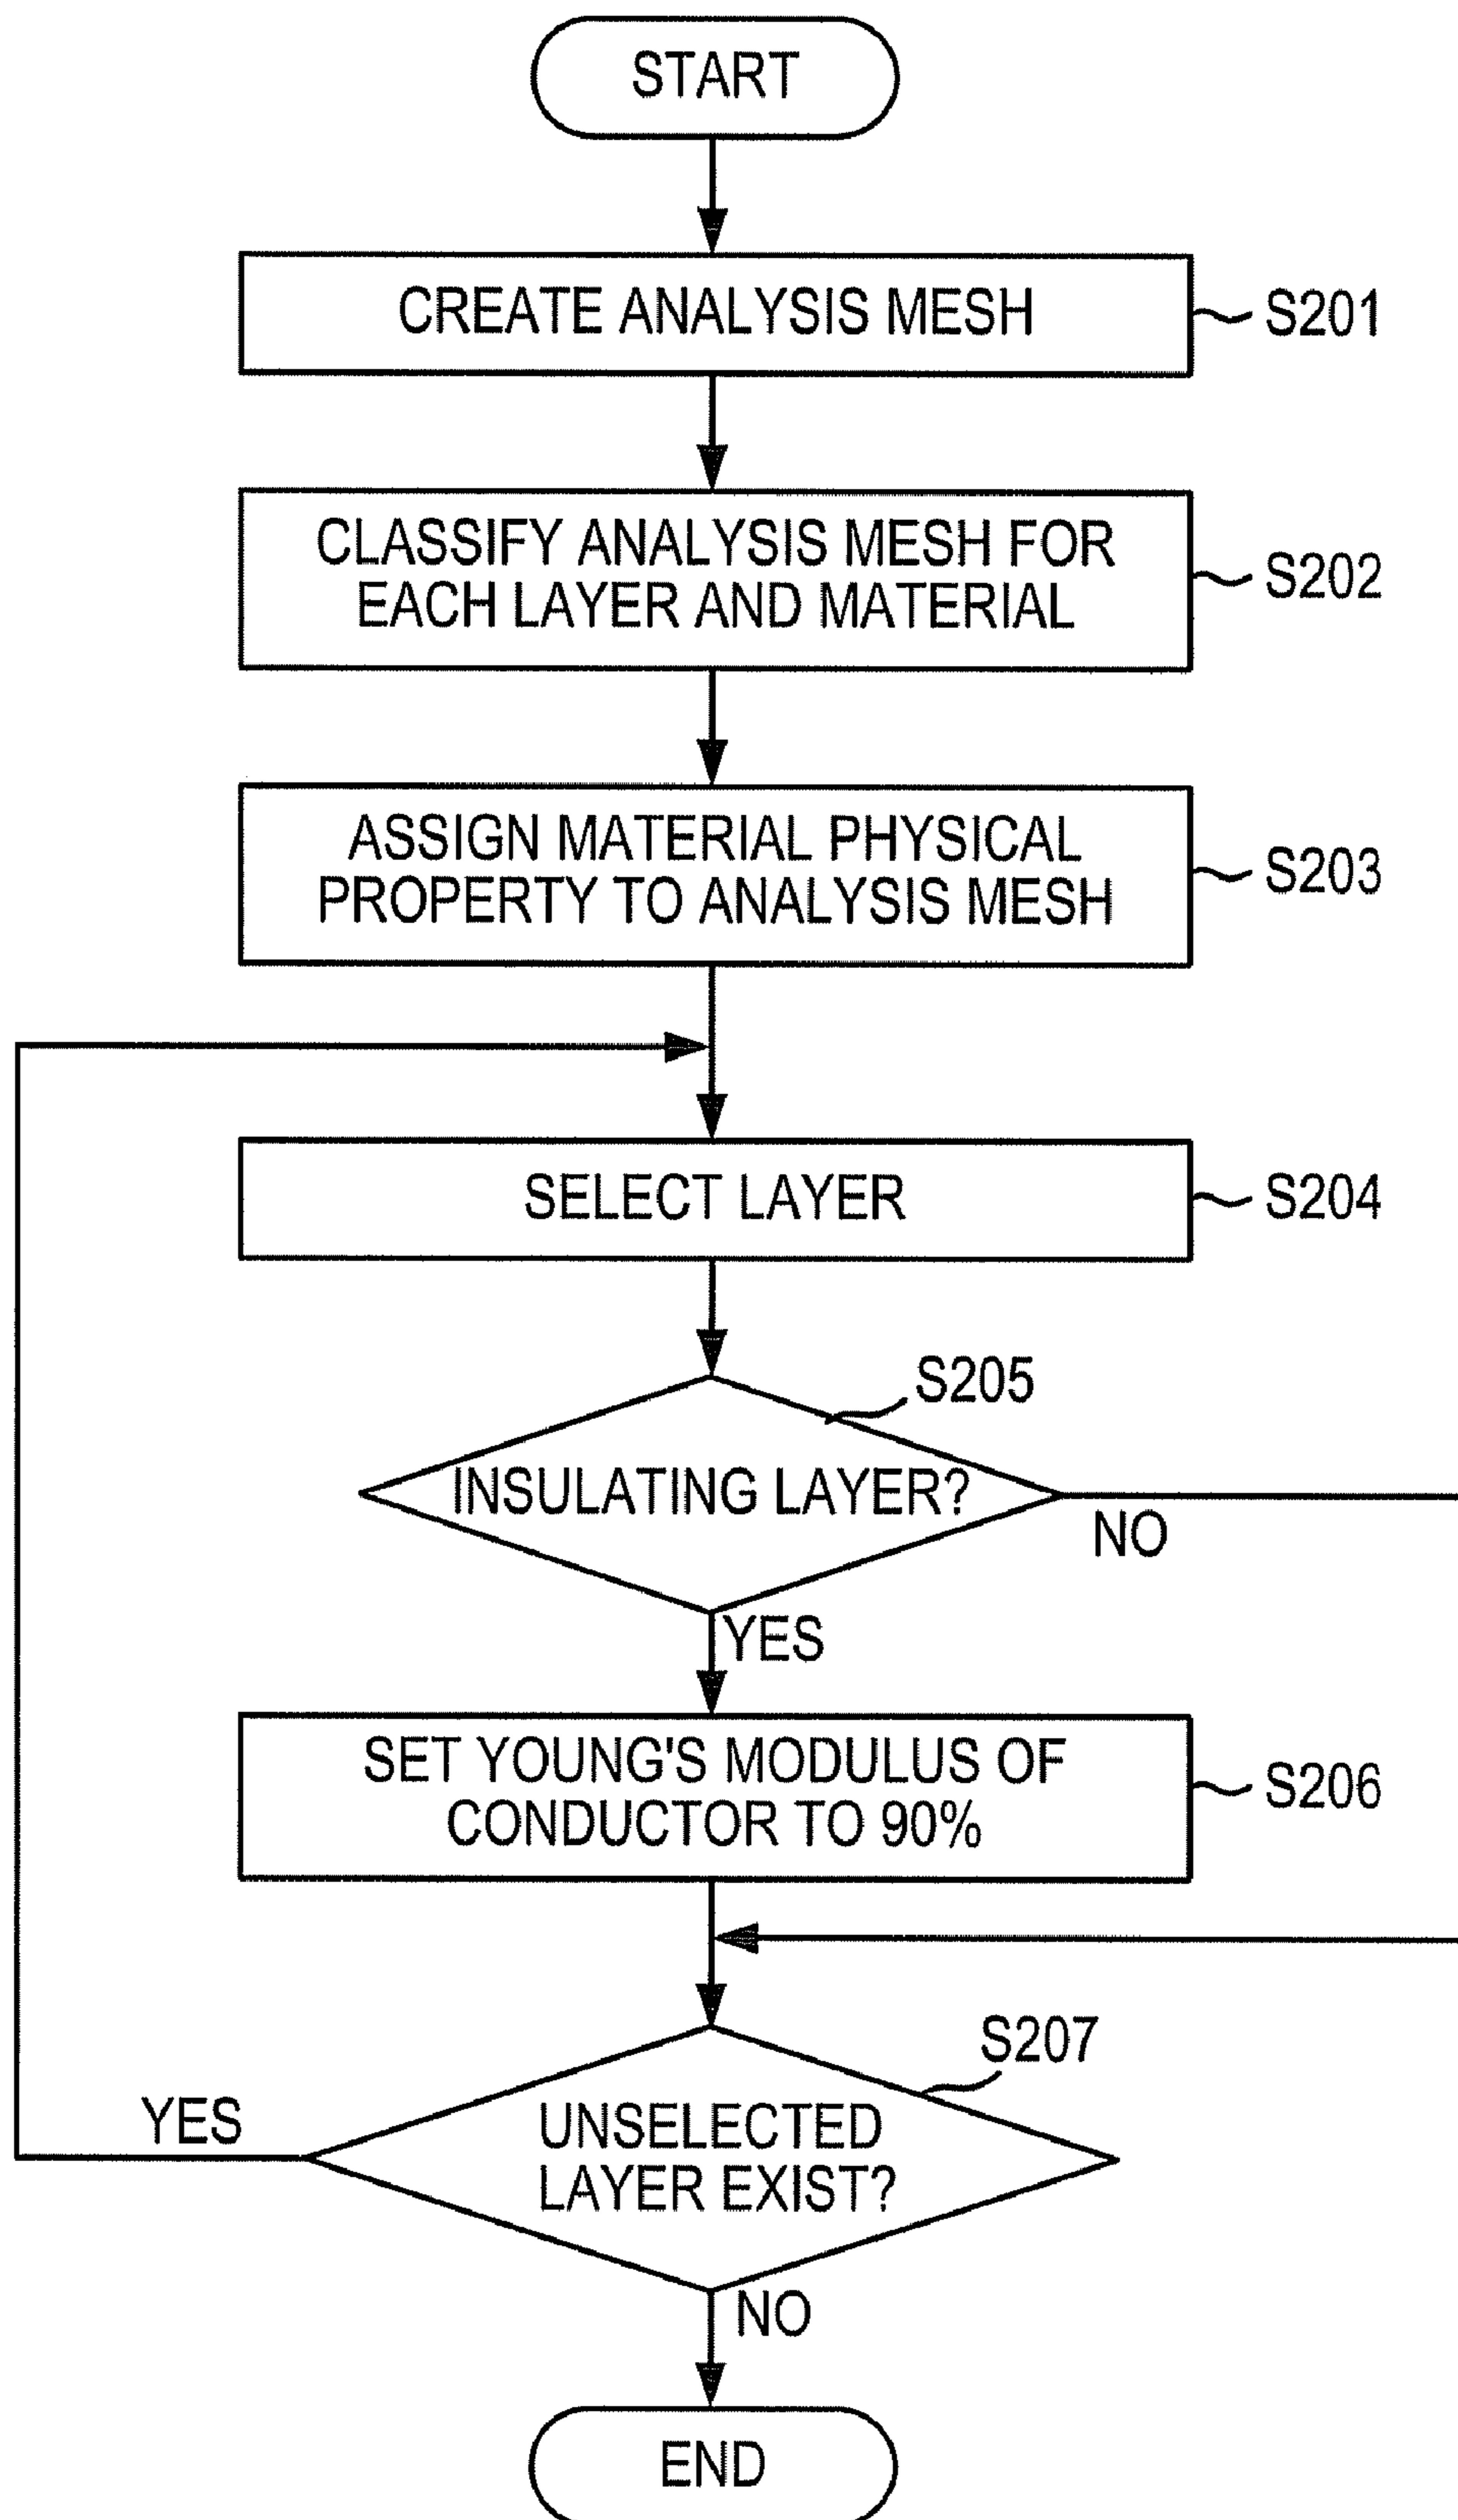 START
CREATE ANALYSIS MESH
S201
CLASSIFY ANALYSIS MESH FOR
EACH LAYER AND MATERIAL
S202
ASSIGN MATERIAL PHYSICAL
PROPERTY TO ANALYSIS MESH
S203
SELECT LAYER
S204
S205
INSULATING LAYER?
NO
YES
SET YOUNG'S MODULUS OF
CONDUCTOR TO 90%
S206
S207
YES
UNSELECTED
LAYER EXIST?
NO
END